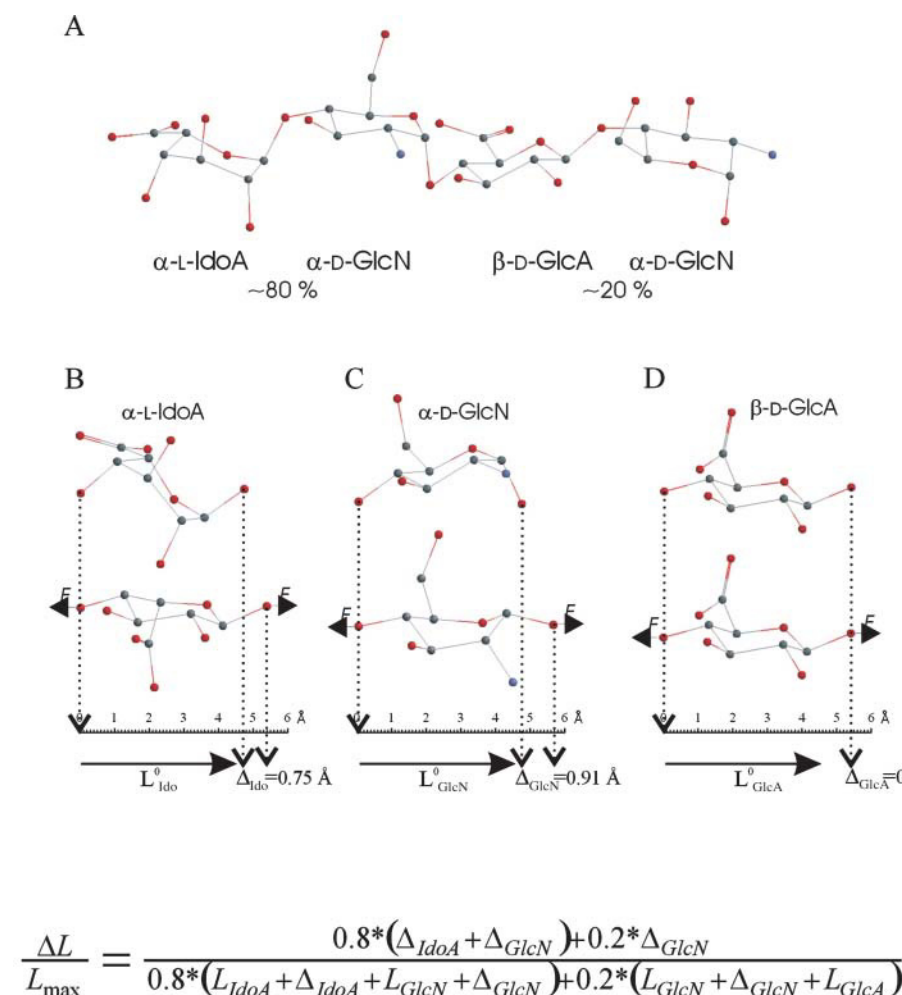 A
α-L-IdoA α-D-GlcN β-D-GlcA α-D-GlcN
~80 % ~20 %
B C D
α-L-IdoA α-D-GlcN β-D-GlcA
F F F F F F
0 1 2 3 4 5 6 Å 0 1 2 3 4 5 6 Å 0 1 2 3 4 5 6 Å
L⁰Ido ΔIdo=0.75 Å L⁰GlcN ΔGlcN=0.91 Å L⁰GlcA ΔGlcA=0
ΔL/Lmax = 0.8*(ΔIdoA+ΔGlcN)+0.2*ΔGlcN / 0.8*(LIdoA+ΔIdoA+LGlcN+ΔGlcN)+0.2*(LGlcN+ΔGlcN+LGlcA)